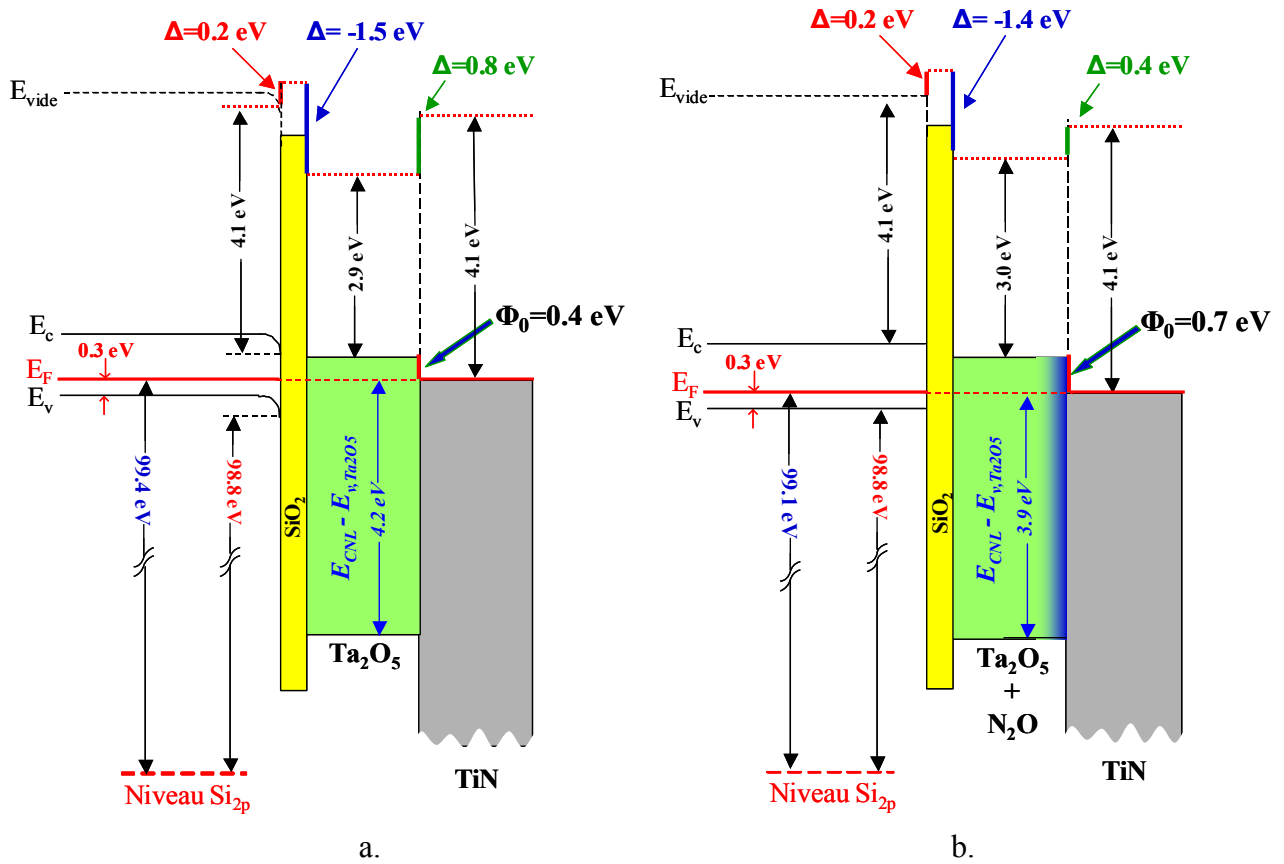 Δ=0.2 eV
Δ= -1.5 eV
Δ=0.8 eV
E_vide
4.1 eV
2.9 eV
4.1 eV
Φ₀=0.4 eV
E_c
0.3 eV
E_F
E_v
99.4 eV
98.8 eV
SiO₂
E_CNL - E_v,Ta2O5
4.2 eV
Ta₂O₅
TiN
Niveau Si_2p
a.
Δ=0.2 eV
Δ= -1.4 eV
Δ=0.4 eV
E_vide
4.1 eV
3.0 eV
4.1 eV
Φ₀=0.7 eV
E_c
0.3 eV
E_F
E_v
99.1 eV
98.8 eV
SiO₂
E_CNL - E_v,Ta2O5
3.9 eV
Ta₂O₅
+
N₂O
TiN
Niveau Si_2p
b.